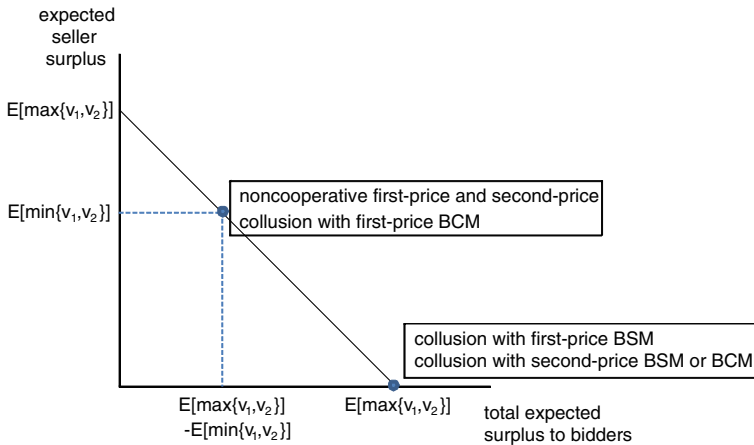 expected
seller
surplus
E[max{v₁,v₂}]
E[min{v₁,v₂}]
noncooperative first-price and second-price
collusion with first-price BCM
collusion with first-price BSM
collusion with second-price BSM or BCM
E[max{v₁,v₂}]
-E[min{v₁,v₂}]
E[max{v₁,v₂}]
total expected
surplus to bidders